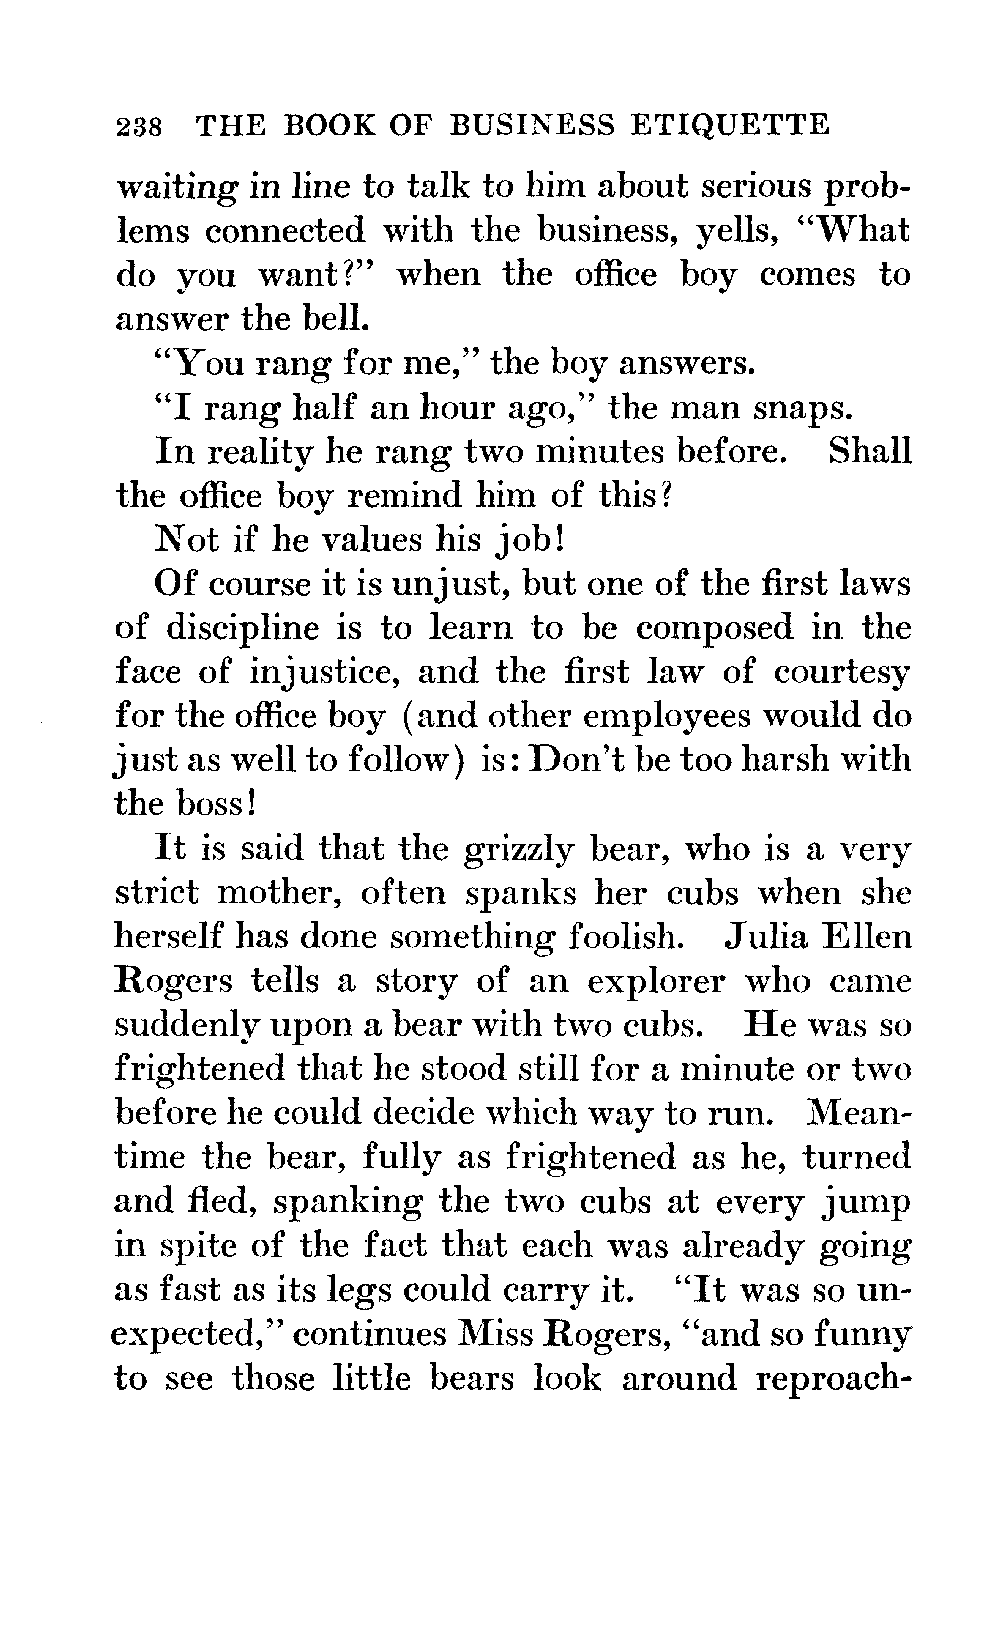 238 THE BOOK OF BUSINESS ETIQUETTE
waiting in line to talk to him about serious prob-
lems connected with the business, yells, “What
do you want?” when the office boy comes to
answer the bell.
“You rang for me,” the boy answers.
“I rang half an hour ago,” the man snaps.
In reality he rang two minutes before. Shall
the office boy remind him of this?
Not if he values his job!
Of course it is unjust, but one of the first laws
of discipline is to learn to be composed in the
face of injustice, and the first law of courtesy
for the office boy (and other employees would do
just as well to follow) is: Don’t be too harsh with
the boss!
It is said that the grizzly bear, who is a very
strict mother, often spanks her cubs when she
herself has done something foolish. Julia Ellen
Rogers tells a story of an explorer who came
suddenly upon a bear with two cubs. He was so
frightened that he stood still for a minute or two
before he could decide which way to run. Mean-
time the bear, fully as frightened as he, turned
and fled, spanking the two cubs at every jump
in spite of the fact that each was already going
as fast as its legs could carry it. “It was so un-
expected,” continues Miss Rogers, “and so funny
to see those little bears look around reproach-